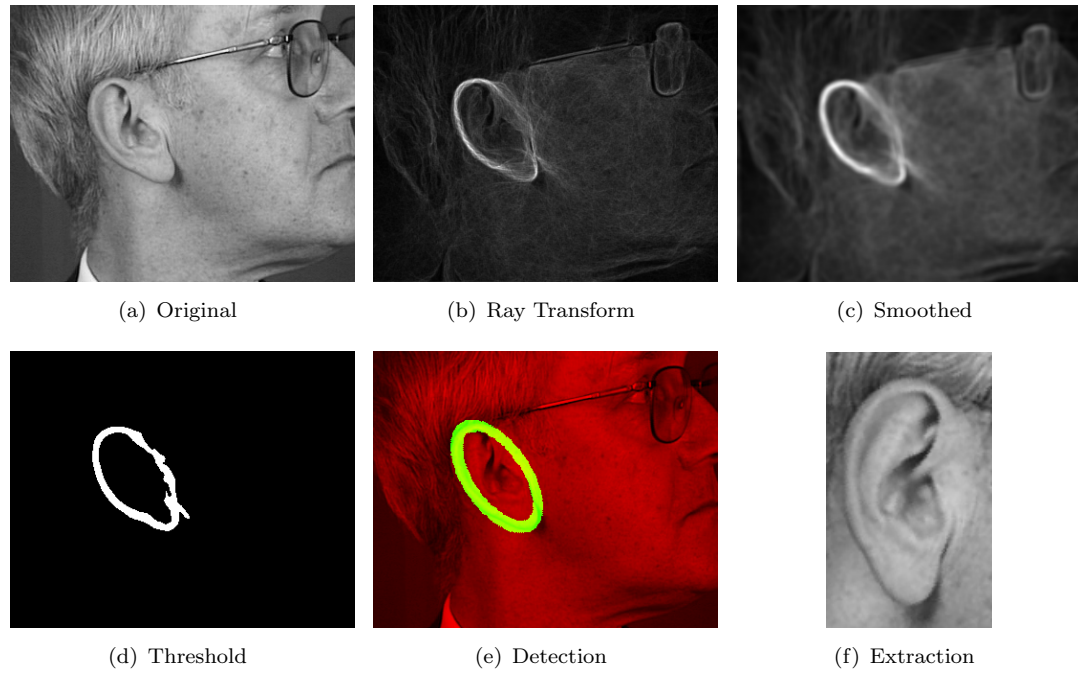 (a) Original
(b) Ray Transform
(c) Smoothed
(d) Threshold
(e) Detection
(f) Extraction